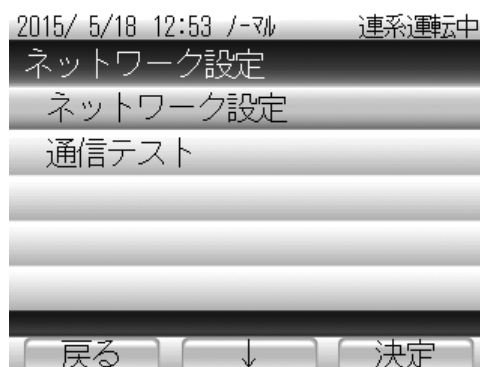 2015/ 5/18 12:53 ノーマル 連系運転中
ネットワーク設定
ネットワーク設定
通信テスト
戻る ↓ 決定